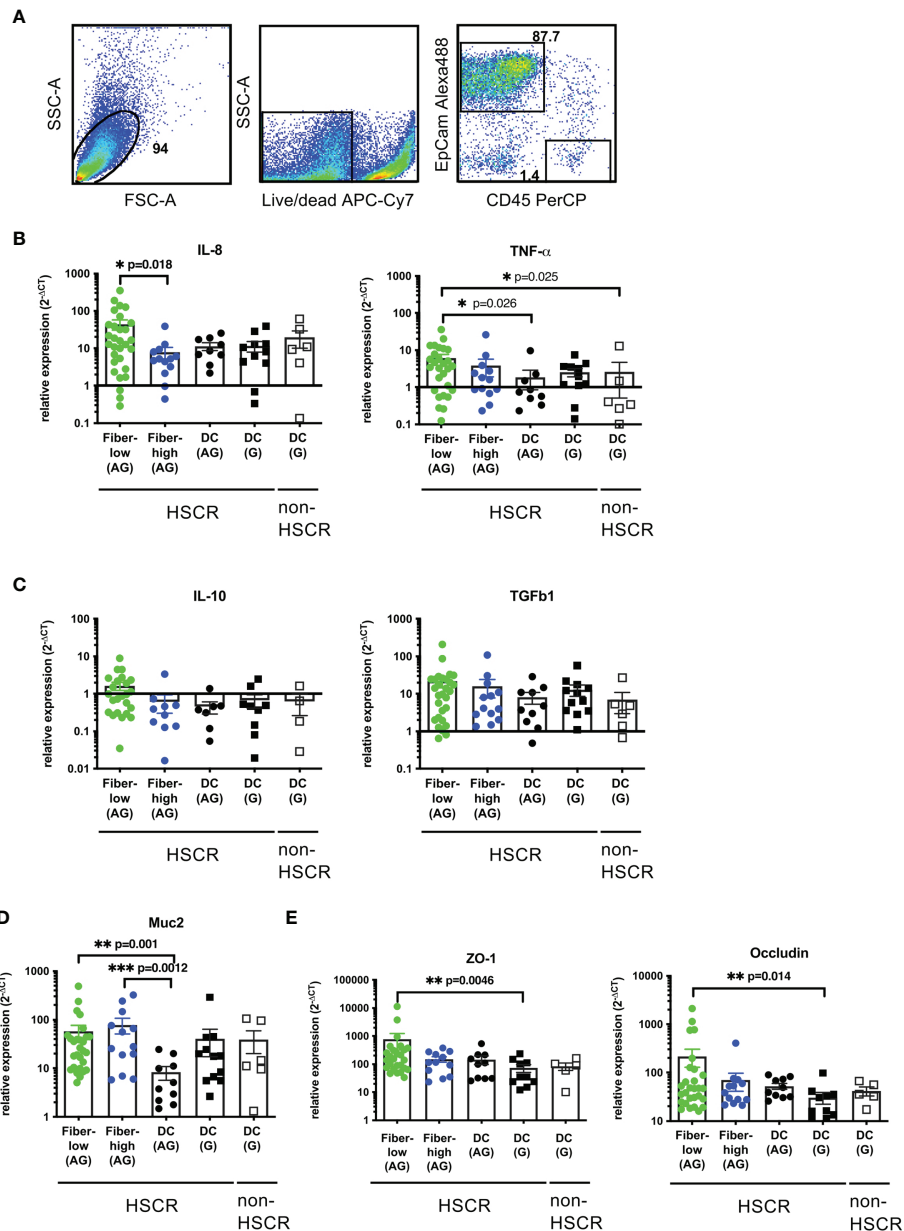 A
SSC-A
94
FSC-A
SSC-A
Live/dead APC-Cy7
EpCam Alexa488
87.7
1.4
CD45 PerCP
B
IL-8
* p=0.018
relative expression (2-ΔCT)
1000
100
10
1
0.1
Fiber-low (AG)
Fiber-high (AG)
DC (AG)
DC (G)
DC (G)
HSCR
non-HSCR
TNF-α
* p=0.025
* p=0.026
relative expression (2-ΔCT)
1000
100
10
1
0.1
Fiber-low (AG)
Fiber-high (AG)
DC (AG)
DC (G)
DC (G)
HSCR
non-HSCR
C
IL-10
relative expression (2-ΔCT)
100
10
1
0.1
0.01
Fiber-low (AG)
Fiber-high (AG)
DC (AG)
DC (G)
DC (G)
HSCR
non-HSCR
TGFb1
relative expression (2-ΔCT)
1000
100
10
1
0.1
Fiber-low (AG)
Fiber-high (AG)
DC (AG)
DC (G)
DC (G)
HSCR
non-HSCR
D
Muc2
** p=0.001
*** p=0.0012
relative expression (2-ΔCT)
1000
100
10
1
Fiber-low (AG)
Fiber-high (AG)
DC (AG)
DC (G)
DC (G)
HSCR
non-HSCR
E
ZO-1
** p=0.0046
relative expression (2-ΔCT)
100000
10000
1000
100
10
1
Fiber-low (AG)
Fiber-high (AG)
DC (AG)
DC (G)
DC (G)
HSCR
non-HSCR
Occludin
** p=0.014
relative expression (2-ΔCT)
10000
1000
100
10
Fiber-low (AG)
Fiber-high (AG)
DC (AG)
DC (G)
DC (G)
HSCR
non-HSCR